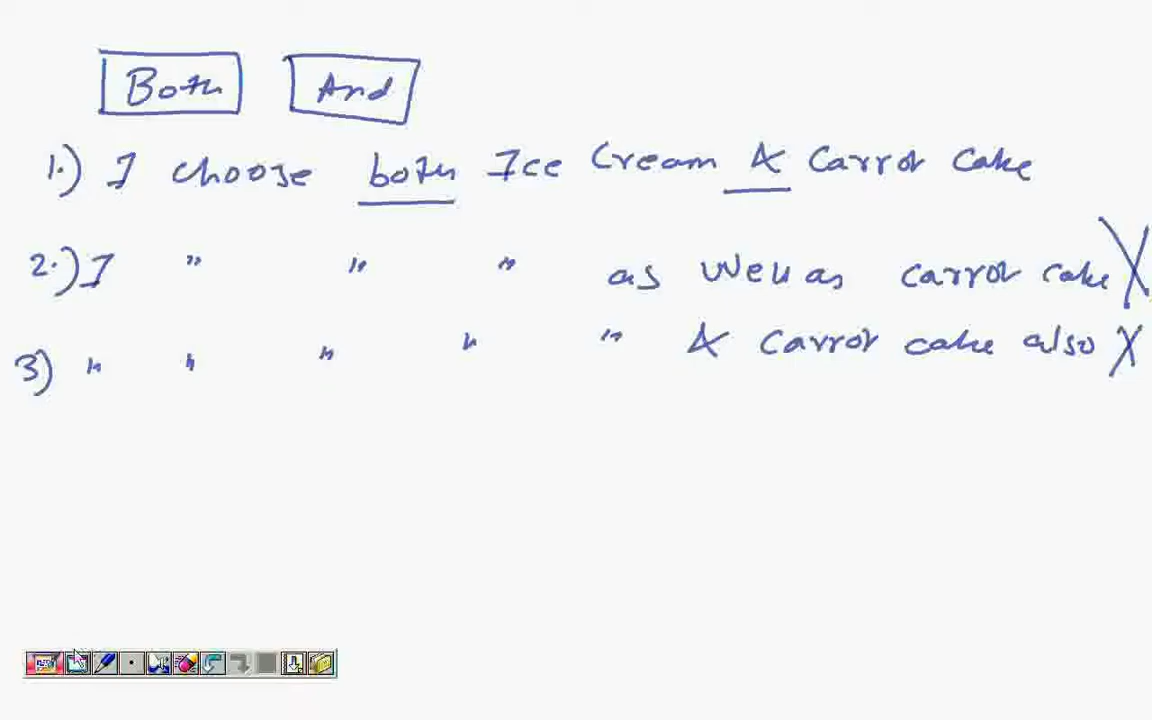 Both And
1.) I choose both Ice Cream & Carrot Cake
2.) I " " " as well as carrot cake X
3) " " " " " & Carrot cake also X